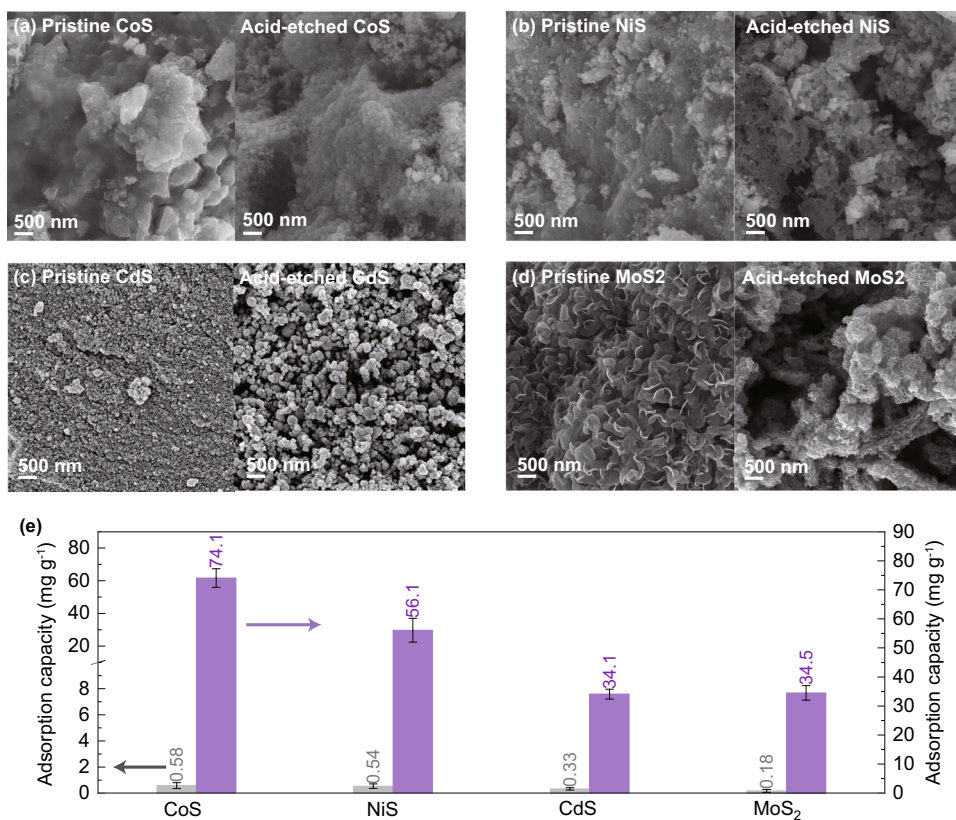 (a) Pristine CoS
Acid-etched CoS
500 nm
500 nm
(b) Pristine NiS
Acid-etched NiS
500 nm
500 nm
(c) Pristine CdS
Acid-etched CdS
500 nm
500 nm
(d) Pristine MoS2
Acid-etched MoS2
500 nm
500 nm
(e)
Adsorption capacity (mg g⁻¹)
80
60
40
20
8
6
4
2
0
0.58
74.1
0.54
56.1
0.33
34.1
0.18
34.5
90
80
70
60
50
40
30
20
10
0
Adsorption capacity (mg g⁻¹)
CoS
NiS
CdS
MoS₂